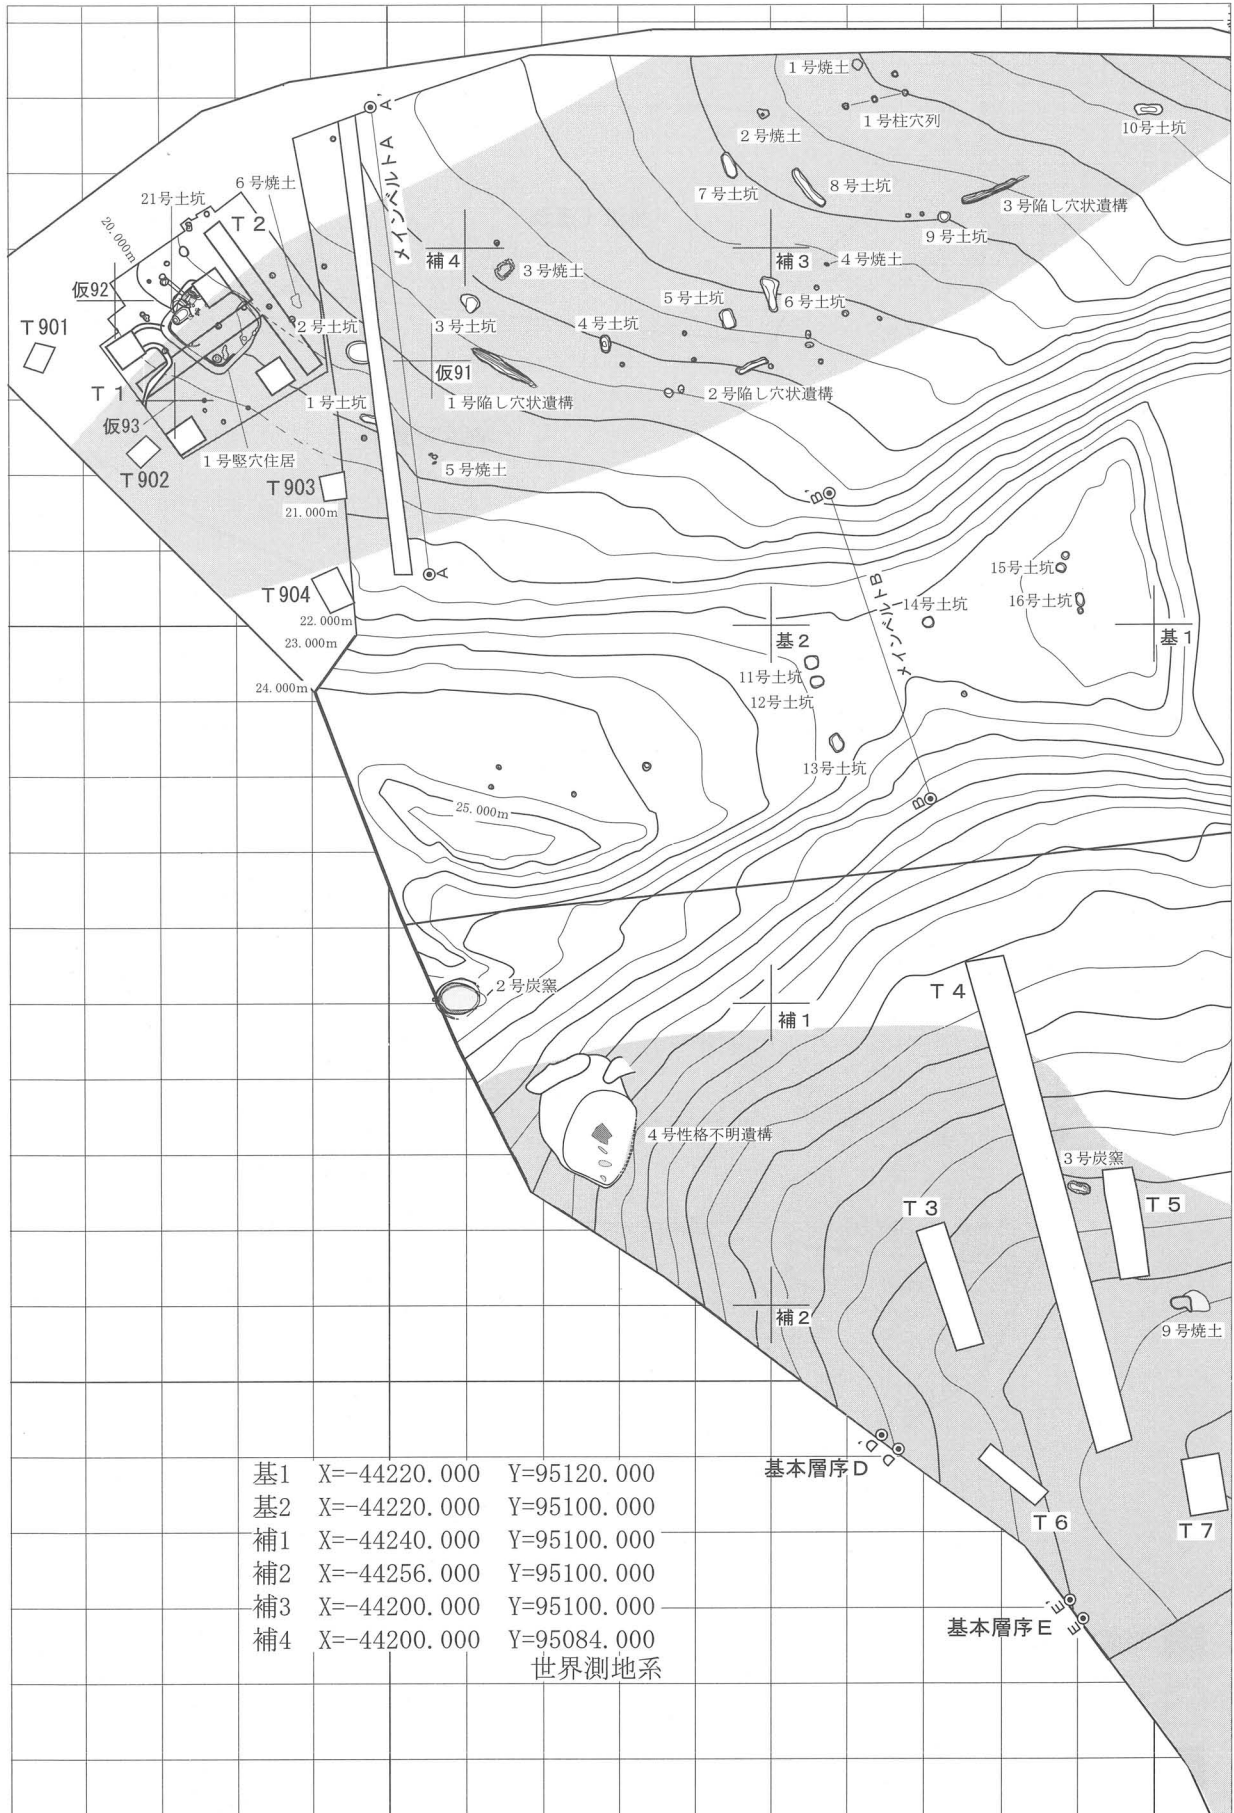 1号焼土
A'
1号柱穴列
10号土坑
2号焼土
メインベルトA
21号土坑
6号焼土
7号土坑
8号土坑
3号陥し穴状遺構
T2
20.000m
9号土坑
補4
補3
3号焼土
4号焼土
仮92
5号土坑
6号土坑
T901
2号土坑
3号土坑
4号土坑
仮91
T1
1号土坑
1号陥し穴状遺構
2号陥し穴状遺構
仮93
1号竪穴住居
5号焼土
T902
T903
B'
21.000m
15号土坑
A
T904
16号土坑
14号土坑
22.000m
メインベルトB
基2
基1
23.000m
11号土坑
24.000m
12号土坑
13号土坑
25.000m
B
2号炭窯
T4
補1
4号性格不明遺構
3号炭窯
T3
T5
補2
9号焼土
D'
D
基本層序D
基1 X=-44220.000 Y=95120.000
基2 X=-44220.000 Y=95100.000
補1 X=-44240.000 Y=95100.000
補2 X=-44256.000 Y=95100.000
補3 X=-44200.000 Y=95100.000
補4 X=-44200.000 Y=95084.000
世界測地系
T6
T7
E'
E
基本層序E